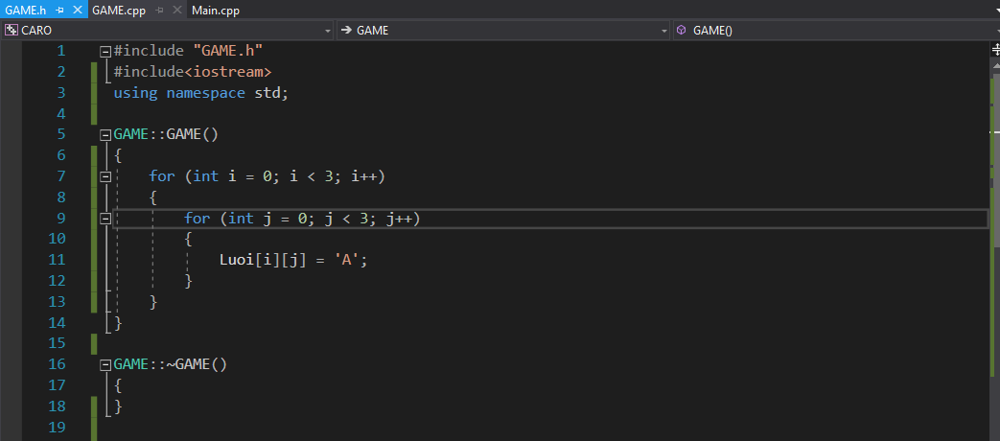 GAME.h GAME.cpp Main.cpp
CARO GAME GAME()
1 #include "GAME.h"
2 #include<iostream>
3 using namespace std;
4
5 GAME::GAME()
6 {
7 for (int i = 0; i < 3; i++)
8 {
9 for (int j = 0; j < 3; j++)
10 {
11 Luoi[i][j] = 'A';
12 }
13 }
14 }
15
16 GAME::~GAME()
17 {
18 }
19